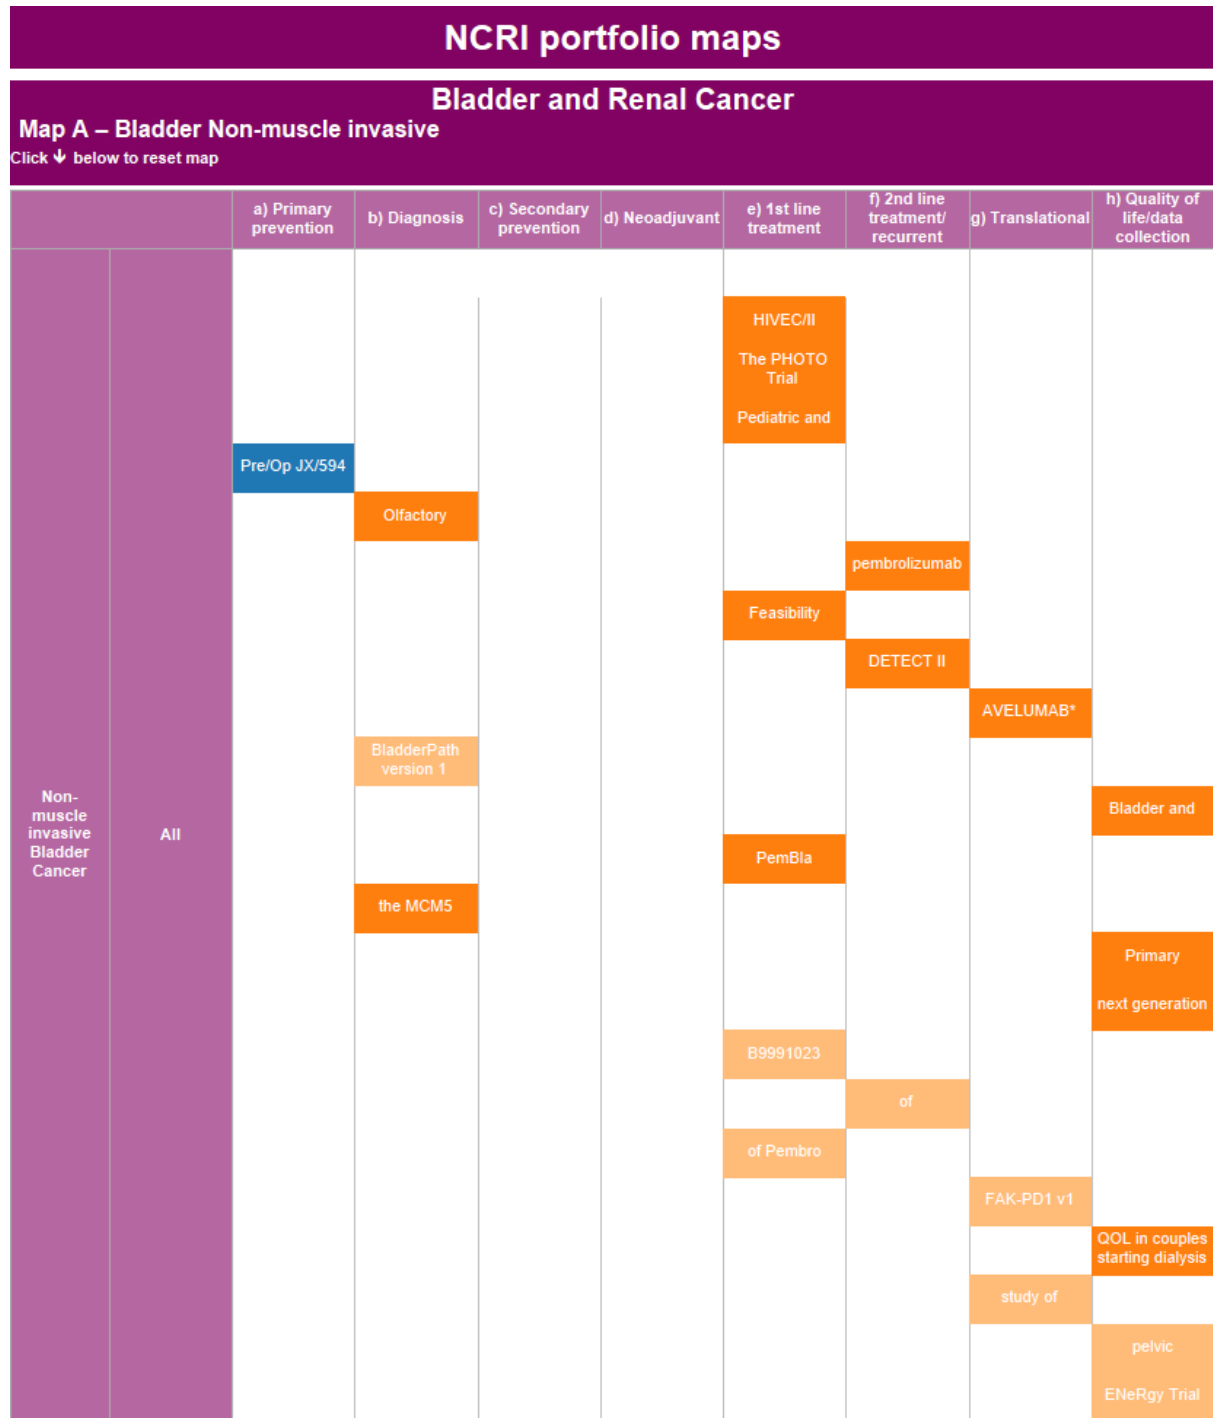 NCRI portfolio maps
Bladder and Renal Cancer
Map A – Bladder Non-muscle invasive
Click ↓ below to reset map
a) Primary
prevention
b) Diagnosis
c) Secondary
prevention
d) Neoadjuvant
e) 1st line
treatment
f) 2nd line
treatment/
recurrent
g) Translational
h) Quality of
life/data
collection
HIVEC/II
The PHOTO
Trial
Pediatric and
Pre/Op JX/594
Olfactory
pembrolizumab
Feasibility
DETECT II
AVELUMAB*
BladderPath
version 1
Non-
muscle
invasive
Bladder
Cancer
All
Bladder and
PemBla
the MCM5
Primary
next generation
B9991023
of
of Pembro
FAK-PD1 v1
QOL in couples
starting dialysis
study of
pelvic
ENeRgy Trial